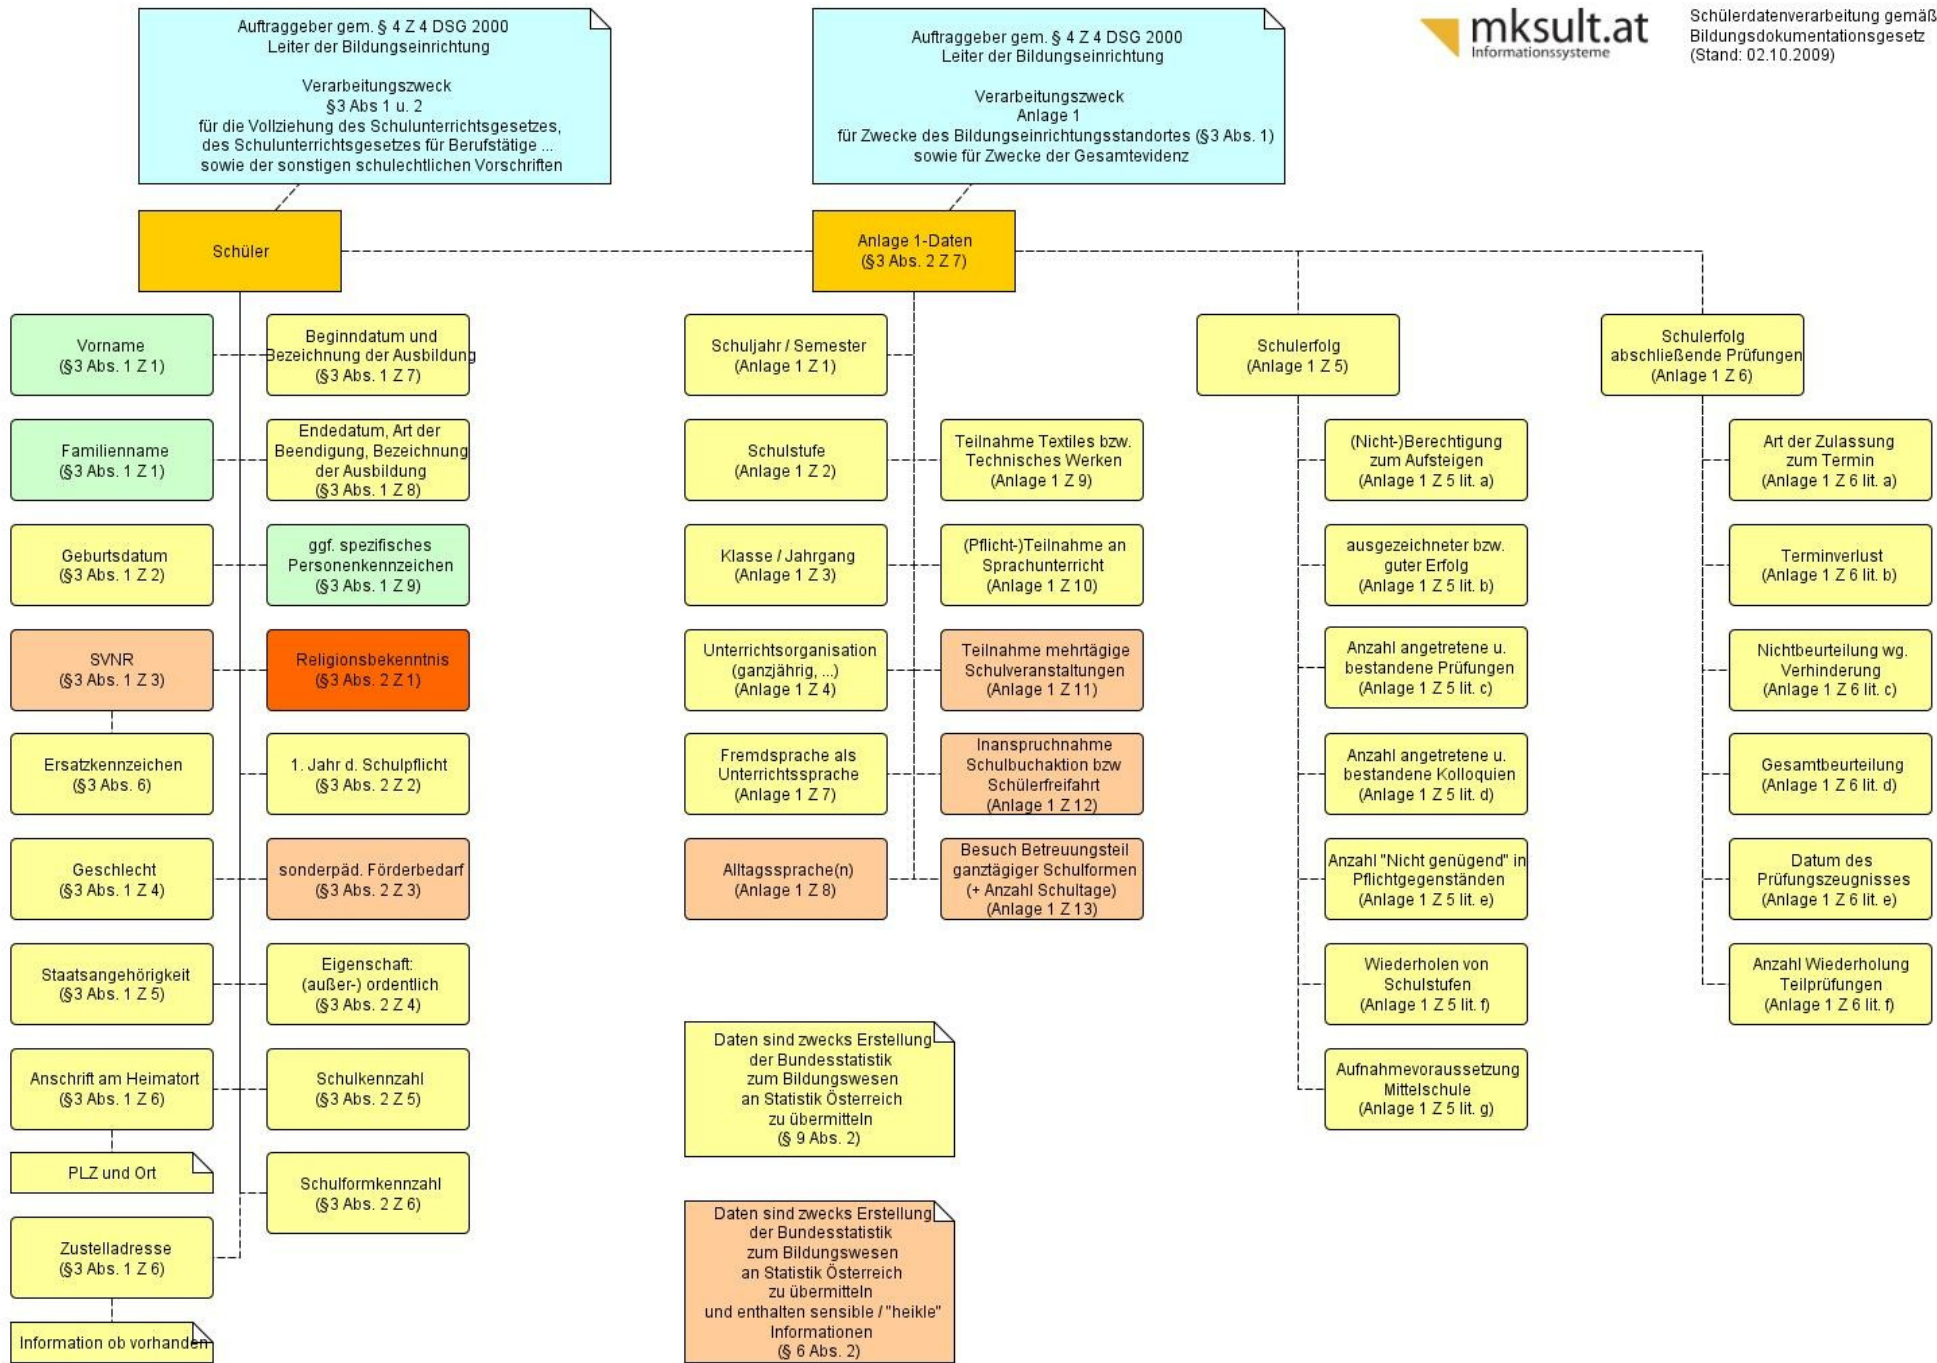 Auftraggeber gem. § 4 Z 4 DSG 2000
Leiter der Bildungseinrichtung
Verarbeitungszweck
§3 Abs 1 u. 2
für die Vollziehung des Schulunterrichtsgesetzes,
des Schulunterrichtsgesetzes für Berufstätige ...
sowie der sonstigen schulechtlichen Vorschriften
Auftraggeber gem. § 4 Z 4 DSG 2000
Leiter der Bildungseinrichtung
Verarbeitungszweck
Anlage 1
für Zwecke des Bildungseinrichtungsstandortes (§3 Abs. 1)
sowie für Zwecke der Gesamtevidenz
mksult.at
Informationssysteme
Schülerdatenverarbeitung gemäß
Bildungsdokumentationsgesetz
(Stand: 02.10.2009)
Schüler
Anlage 1-Daten
(§3 Abs. 2 Z 7)
Vorname
(§3 Abs. 1 Z 1)
Familienname
(§3 Abs. 1 Z 1)
Geburtsdatum
(§3 Abs. 1 Z 2)
SVNR
(§3 Abs. 1 Z 3)
Ersatzkennzeichen
(§3 Abs. 6)
Geschlecht
(§3 Abs. 1 Z 4)
Staatsangehörigkeit
(§3 Abs. 1 Z 5)
Anschrift am Heimatort
(§3 Abs. 1 Z 6)
PLZ und Ort
Zustelladresse
(§3 Abs. 1 Z 6)
Information ob vorhanden
Beginndatum und
Bezeichnung der Ausbildung
(§3 Abs. 1 Z 7)
Endedatum, Art der
Beendigung, Bezeichnung
der Ausbildung
(§3 Abs. 1 Z 8)
ggf. spezifisches
Personenkennzeichen
(§3 Abs. 1 Z 9)
Religionsbekenntnis
(§3 Abs. 2 Z 1)
1. Jahr d. Schulpflicht
(§3 Abs. 2 Z 2)
sonderpäd. Förderbedarf
(§3 Abs. 2 Z 3)
Eigenschaft:
(außer-) ordentlich
(§3 Abs. 2 Z 4)
Schulkennzahl
(§3 Abs. 2 Z 5)
Schulformkennzahl
(§3 Abs. 2 Z 6)
Schuljahr / Semester
(Anlage 1 Z 1)
Schulstufe
(Anlage 1 Z 2)
Klasse / Jahrgang
(Anlage 1 Z 3)
Unterrichtsorganisation
(ganzjährig, ...)
(Anlage 1 Z 4)
Fremdsprache als
Unterrichtssprache
(Anlage 1 Z 7)
Alltagssprache(n)
(Anlage 1 Z 8)
Teilnahme Textiles bzw.
Technisches Werken
(Anlage 1 Z 9)
(Pflicht-)Teilnahme an
Sprachunterricht
(Anlage 1 Z 10)
Teilnahme mehrtägige
Schulveranstaltungen
(Anlage 1 Z 11)
Inanspruchnahme
Schulbuchaktion bzw
Schülerfreifahrt
(Anlage 1 Z 12)
Besuch Betreuungsteil
ganztägiger Schulformen
(+ Anzahl Schultage)
(Anlage 1 Z 13)
Daten sind zwecks Erstellung
der Bundesstatistik
zum Bildungswesen
an Statistik Österreich
zu übermitteln
(§ 9 Abs. 2)
Daten sind zwecks Erstellung
der Bundesstatistik
zum Bildungswesen
an Statistik Österreich
zu übermitteln
und enthalten sensible / "heikle"
Informationen
(§ 6 Abs. 2)
Schulerfolg
(Anlage 1 Z 5)
(Nicht-)Berechtigung
zum Aufsteigen
(Anlage 1 Z 5 lit. a)
ausgezeichneter bzw.
guter Erfolg
(Anlage 1 Z 5 lit. b)
Anzahl angetretene u.
bestandene Prüfungen
(Anlage 1 Z 5 lit. c)
Anzahl angetretene u.
bestandene Kolloquien
(Anlage 1 Z 5 lit. d)
Anzahl "Nicht genügend" in
Pflichtgegenständen
(Anlage 1 Z 5 lit. e)
Wiederholen von
Schulstufen
(Anlage 1 Z 5 lit. f)
Aufnahmevoraussetzung
Mittelschule
(Anlage 1 Z 5 lit. g)
Schulerfolg
abschließende Prüfungen
(Anlage 1 Z 6)
Art der Zulassung
zum Termin
(Anlage 1 Z 6 lit. a)
Terminverlust
(Anlage 1 Z 6 lit. b)
Nichtbeurteilung wg.
Verhinderung
(Anlage 1 Z 6 lit. c)
Gesamtbeurteilung
(Anlage 1 Z 6 lit. d)
Datum des
Prüfungszeugnisses
(Anlage 1 Z 6 lit. e)
Anzahl Wiederholung
Teilprüfungen
(Anlage 1 Z 6 lit. f)